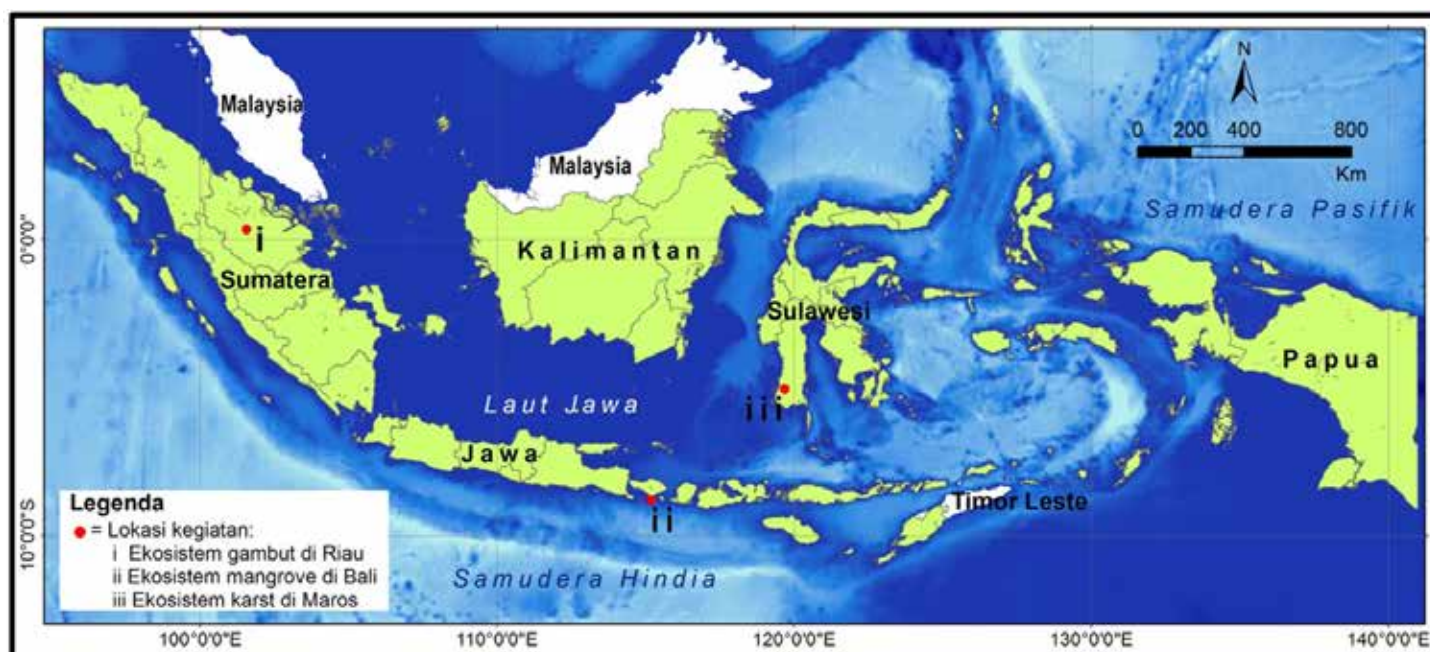 Malaysia
N
Malaysia
0 200 400 800
Km
Samudera Pasifik
0°0'0"
i
Kalimantan
Sumatera
Sulawesi
Papua
iii
Laut Jawa
Jawa
ii
Timor Leste
10°0'0"S
Samudera Hindia
Legenda
= Lokasi kegiatan:
i Ekosistem gambut di Riau
ii Ekosistem mangrove di Bali
iii Ekosistem karst di Maros
100°0'0"E 110°0'0"E 120°0'0"E 130°0'0"E 140°0'0"E